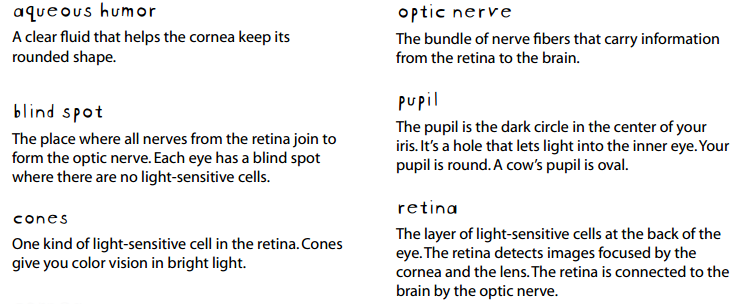 aqueous humor
A clear fluid that helps the cornea keep its
rounded shape.
blind spot
The place where all nerves from the retina join to
form the optic nerve. Each eye has a blind spot
where there are no light-sensitive cells.
cones
One kind of light-sensitive cell in the retina. Cones
give you color vision in bright light.
optic nerve
The bundle of nerve fibers that carry information
from the retina to the brain.
pupil
The pupil is the dark circle in the center of your
iris. It's a hole that lets light into the inner eye. Your
pupil is round. A cow's pupil is oval.
retina
The layer of light-sensitive cells at the back of the
eye. The retina detects images focused by the
cornea and the lens. The retina is connected to the
brain by the optic nerve.